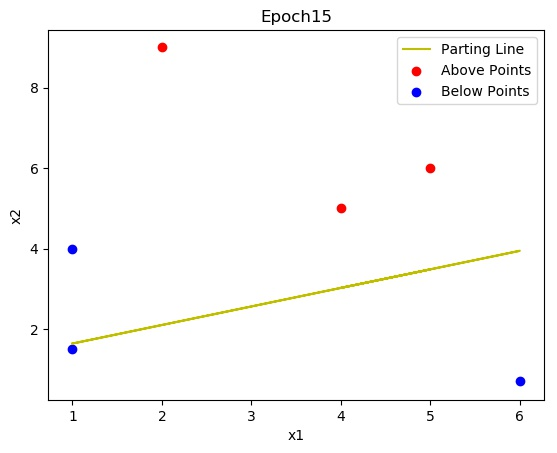 Epoch15
Parting Line
Above Points
Below Points
8
6
4
2
x2
1
2
3
4
5
6
x1